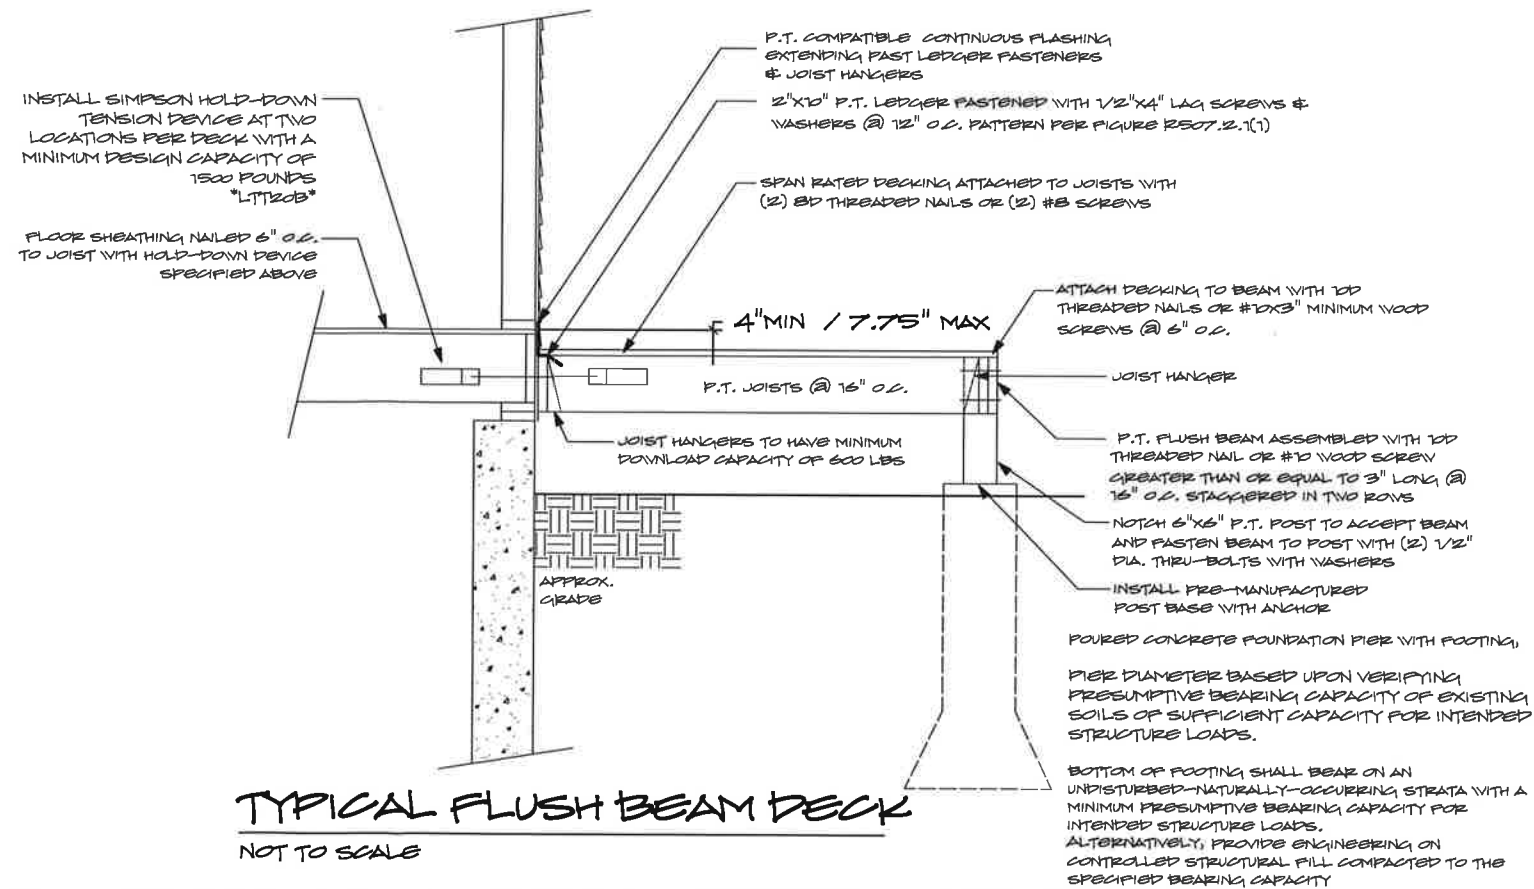 INSTALL SIMPSON HOLD-DOWN
TENSION DEVICE AT TWO
LOCATIONS PER DECK WITH A
MINIMUM DESIGN CAPACITY OF
1500 POUNDS
*LTT20B*
FLOOR SHEATHING NAILED 6" O.C.
TO JOIST WITH HOLD-DOWN DEVICE
SPECIFIED ABOVE
P.T. COMPATIBLE CONTINUOUS FLASHING
EXTENDING PAST LEDGER FASTENERS
& JOIST HANGERS
2"X10" P.T. LEDGER FASTENED WITH 1/2"X4" LAG SCREWS &
WASHERS @ 12" O.C. PATTERN PER FIGURE R507.2.1(1)
SPAN RATED DECKING ATTACHED TO JOISTS WITH
(2) 8D THREADED NAILS OR (2) #8 SCREWS
4"MIN / 7.75" MAX
P.T. JOISTS @ 16" O.C.
JOIST HANGERS TO HAVE MINIMUM
DOWNLOAD CAPACITY OF 600 LBS
APPROX.
GRADE
ATTACH DECKING TO BEAM WITH 10D
THREADED NAILS OR #10X3" MINIMUM WOOD
SCREWS @ 6" O.C.
JOIST HANGER
P.T. FLUSH BEAM ASSEMBLED WITH 10D
THREADED NAIL OR #10 WOOD SCREW
GREATER THAN OR EQUAL TO 3" LONG @
16" O.C. STAGGERED IN TWO ROWS
NOTCH 6"X6" P.T. POST TO ACCEPT BEAM
AND FASTEN BEAM TO POST WITH (2) 1/2"
DIA. THRU-BOLTS WITH WASHERS
INSTALL PRE-MANUFACTURED
POST BASE WITH ANCHOR
POURED CONCRETE FOUNDATION PIER WITH FOOTING,
PIER DIAMETER BASED UPON VERIFYING
PRESUMPTIVE BEARING CAPACITY OF EXISTING
SOILS OF SUFFICIENT CAPACITY FOR INTENDED
STRUCTURE LOADS.
BOTTOM OF FOOTING SHALL BEAR ON AN
UNDISTURBED-NATURALLY-OCCURRING STRATA WITH A
MINIMUM PRESUMPTIVE BEARING CAPACITY FOR
INTENDED STRUCTURE LOADS.
ALTERNATIVELY, PROVIDE ENGINEERING ON
CONTROLLED STRUCTURAL FILL COMPACTED TO THE
SPECIFIED BEARING CAPACITY
TYPICAL FLUSH BEAM DECK
NOT TO SCALE